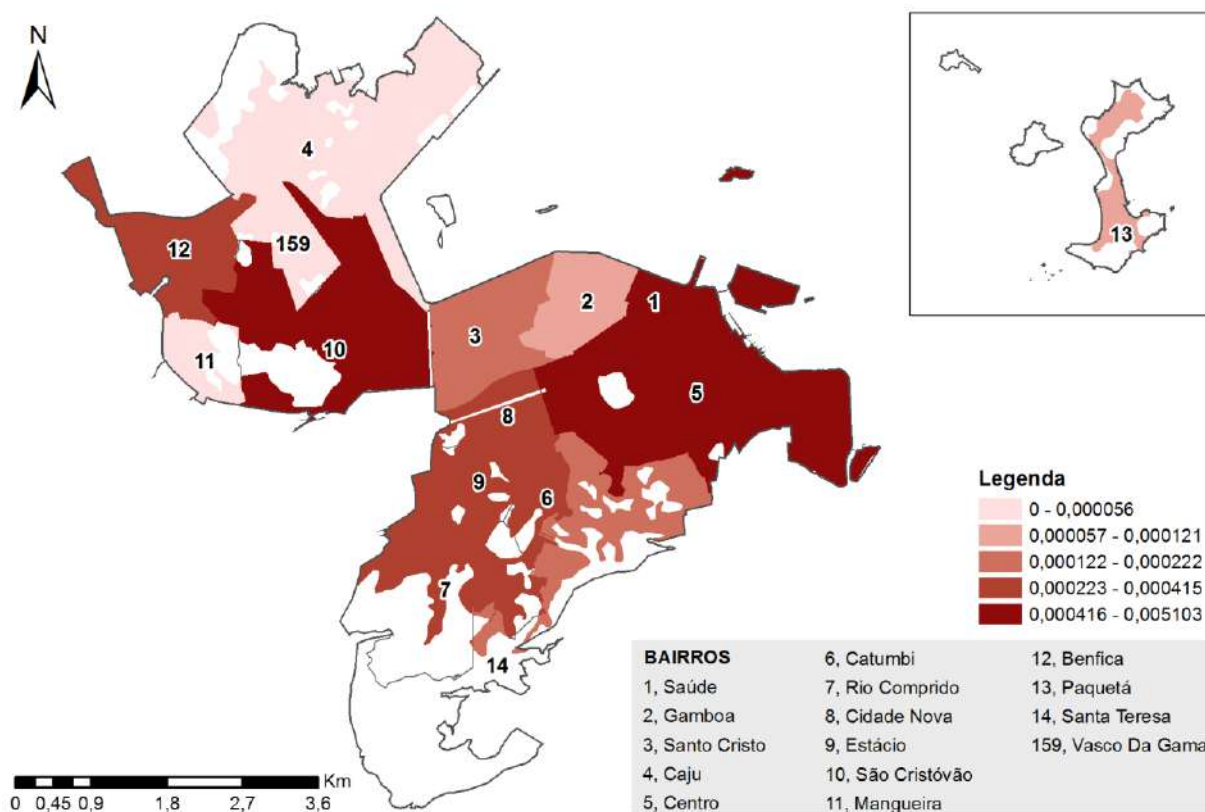 N
4
12
159
11
10
3
2
1
5
8
9
6
7
14
13
Legenda
0 - 0,000056
0,000057 - 0,000121
0,000122 - 0,000222
0,000223 - 0,000415
0,000416 - 0,005103
BAIRROS
1, Saúde
2, Gamboa
3, Santo Cristo
4, Caju
5, Centro
6, Catumbi
7, Rio Comprido
8, Cidade Nova
9, Estácio
10, São Cristóvão
11, Mangueira
12, Benfica
13, Paquetá
14, Santa Teresa
159, Vasco Da Gama
Km
0 0,45 0,9 1,8 2,7 3,6